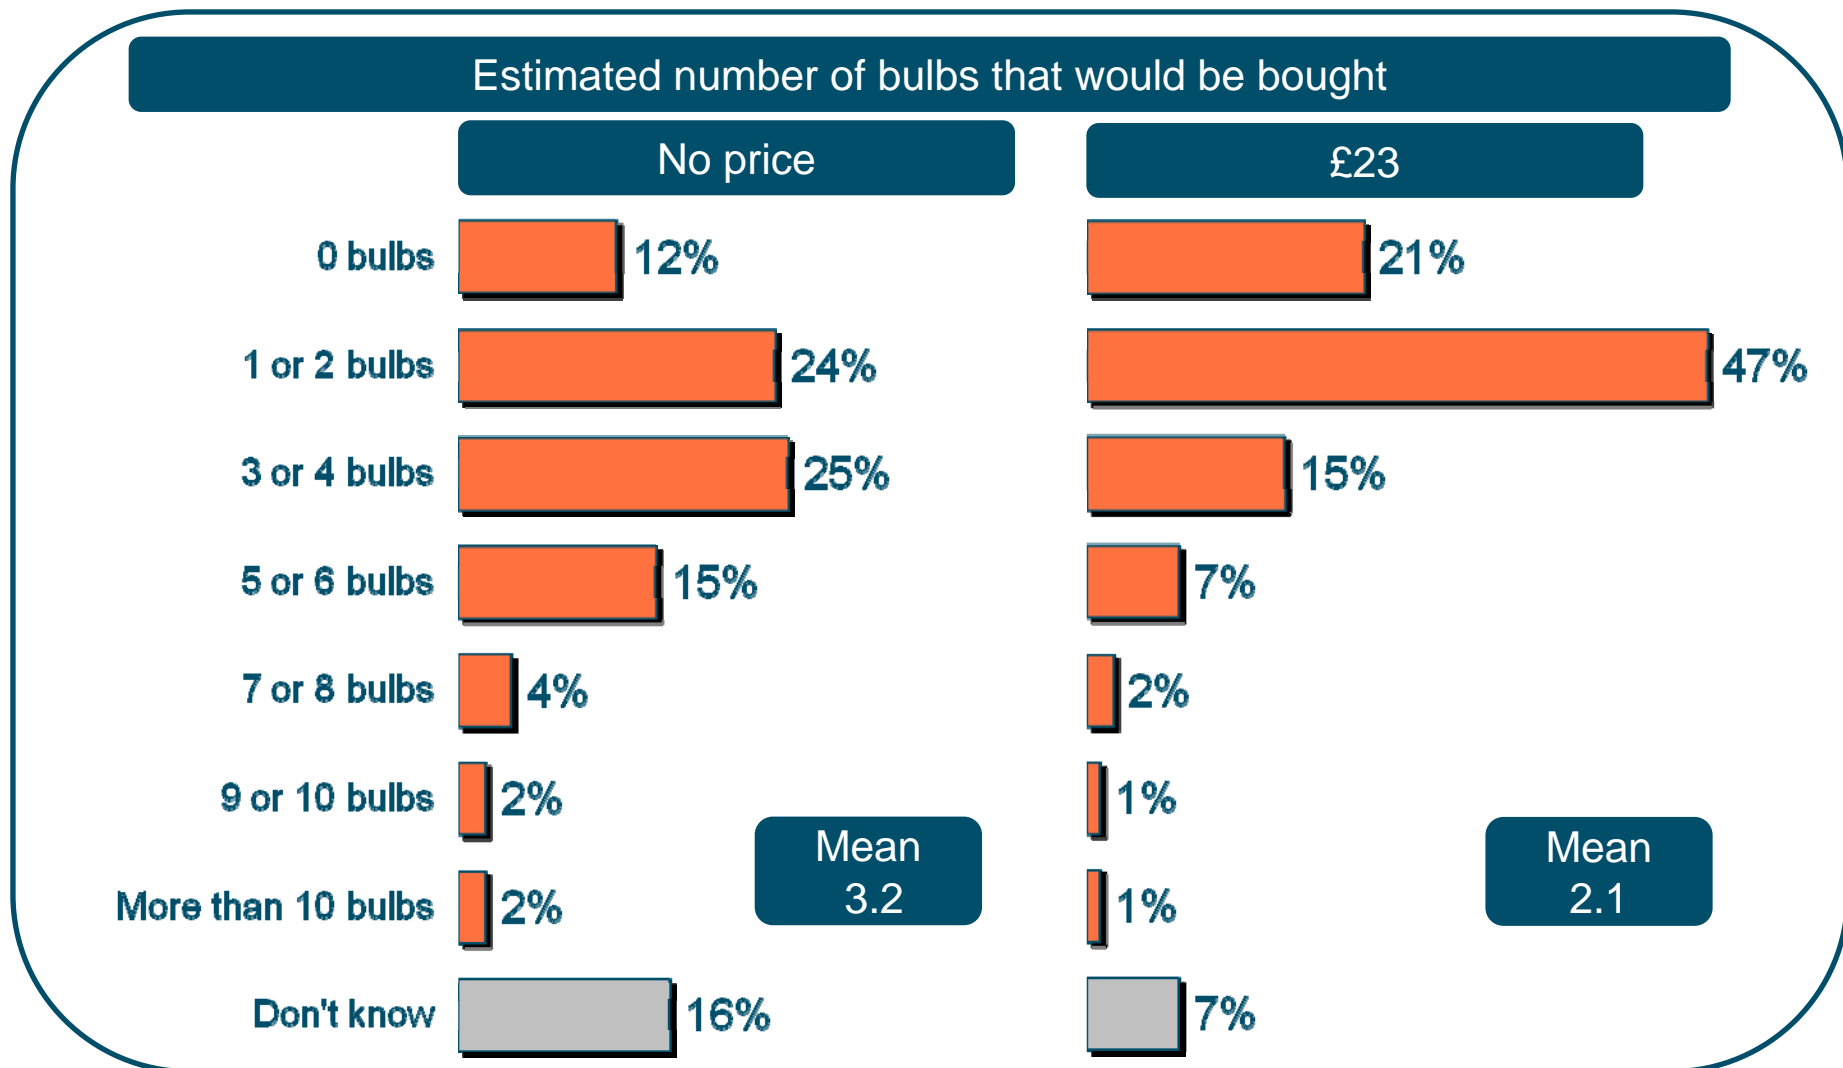 Estimated number of bulbs that would be bought
No price
£23
0 bulbs 12% 21%
1 or 2 bulbs 24% 47%
3 or 4 bulbs 25% 15%
5 or 6 bulbs 15% 7%
7 or 8 bulbs 4% 2%
9 or 10 bulbs 2% 1%
Mean
3.2
Mean
2.1
More than 10 bulbs 2% 1%
Don't know 16% 7%